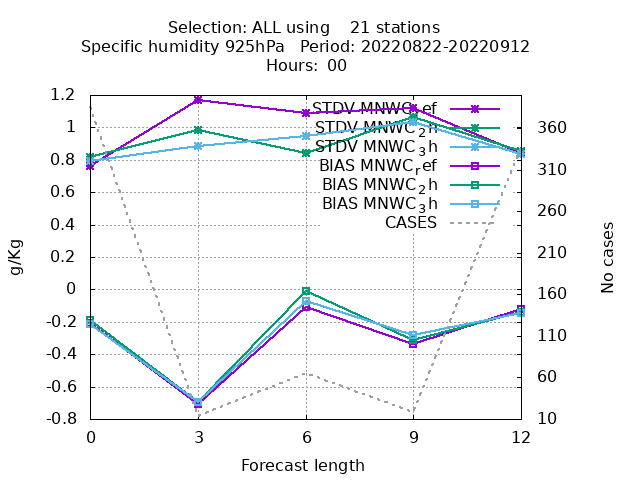 Selection: ALL using 21 stations
Specific humidity 925hPa Period: 20220822-20220912
Hours: 00
STDV MNWC_ref
STDV MNWC_2h
STDV MNWC_3h
BIAS MNWC_ref
BIAS MNWC_2h
BIAS MNWC_3h
CASES
1.2
1
0.8
0.6
0.4
0.2
0
-0.2
-0.4
-0.6
-0.8
g/Kg
360
310
260
210
160
110
60
10
No cases
0 3 6 9 12
Forecast length